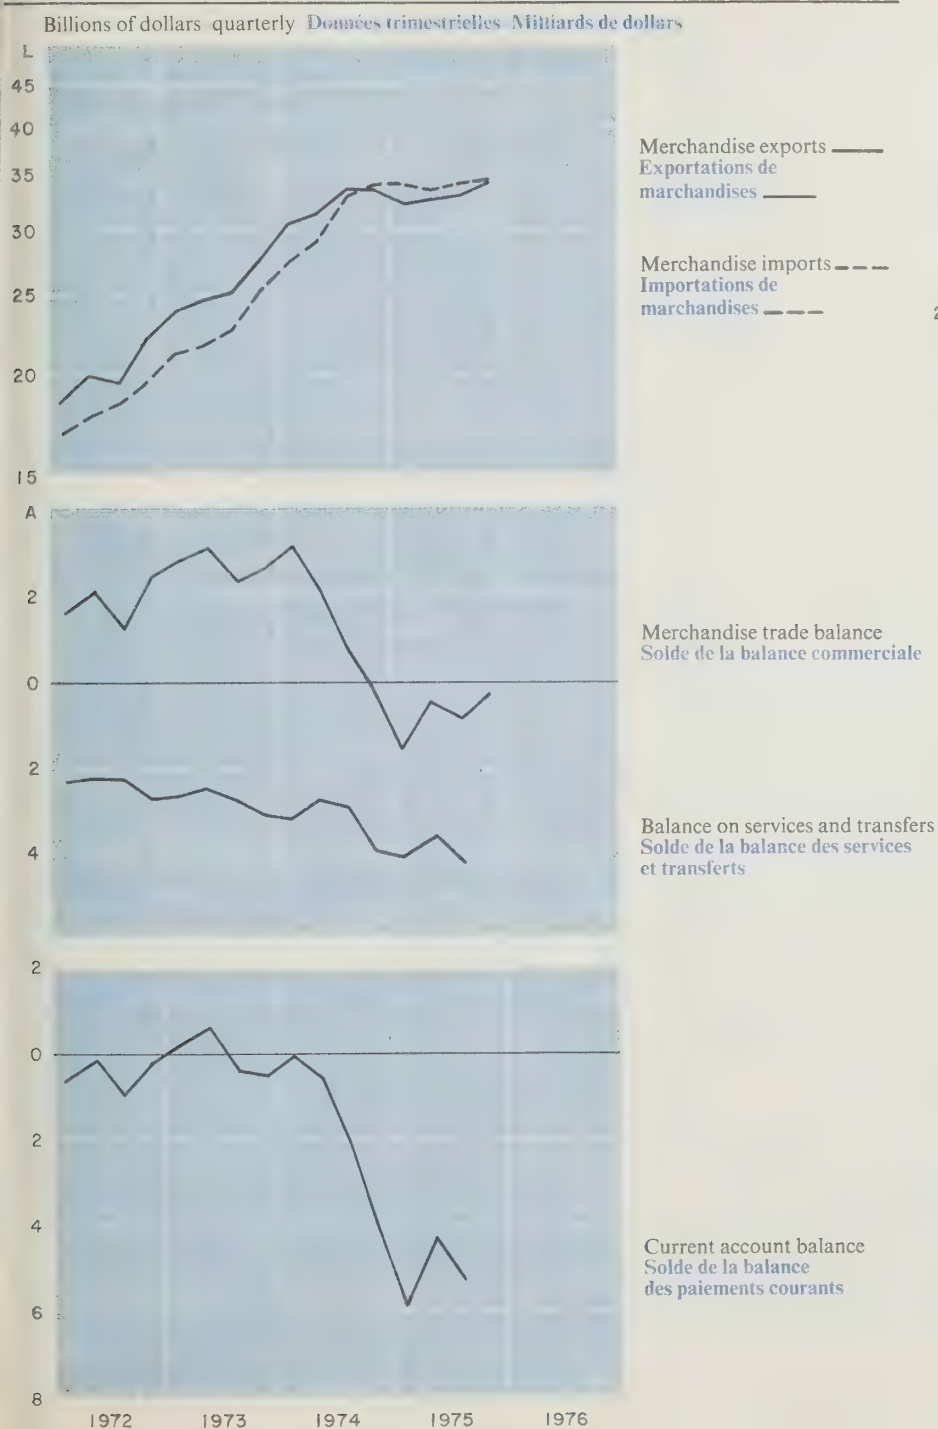 Billions of dollars quarterly Données trimestrielles Milliards de dollars
L
45
40
35
30
25
20
15
Merchandise exports
Exportations de
marchandises
Merchandise imports
Importations de
marchandises
2
A
2
0
2
4
Merchandise trade balance
Solde de la balance commerciale
Balance on services and transfers
Solde de la balance des services
et transferts
2
0
2
4
6
8
Current account balance
Solde de la balance
des paiements courants
1972 1973 1974 1975 1976